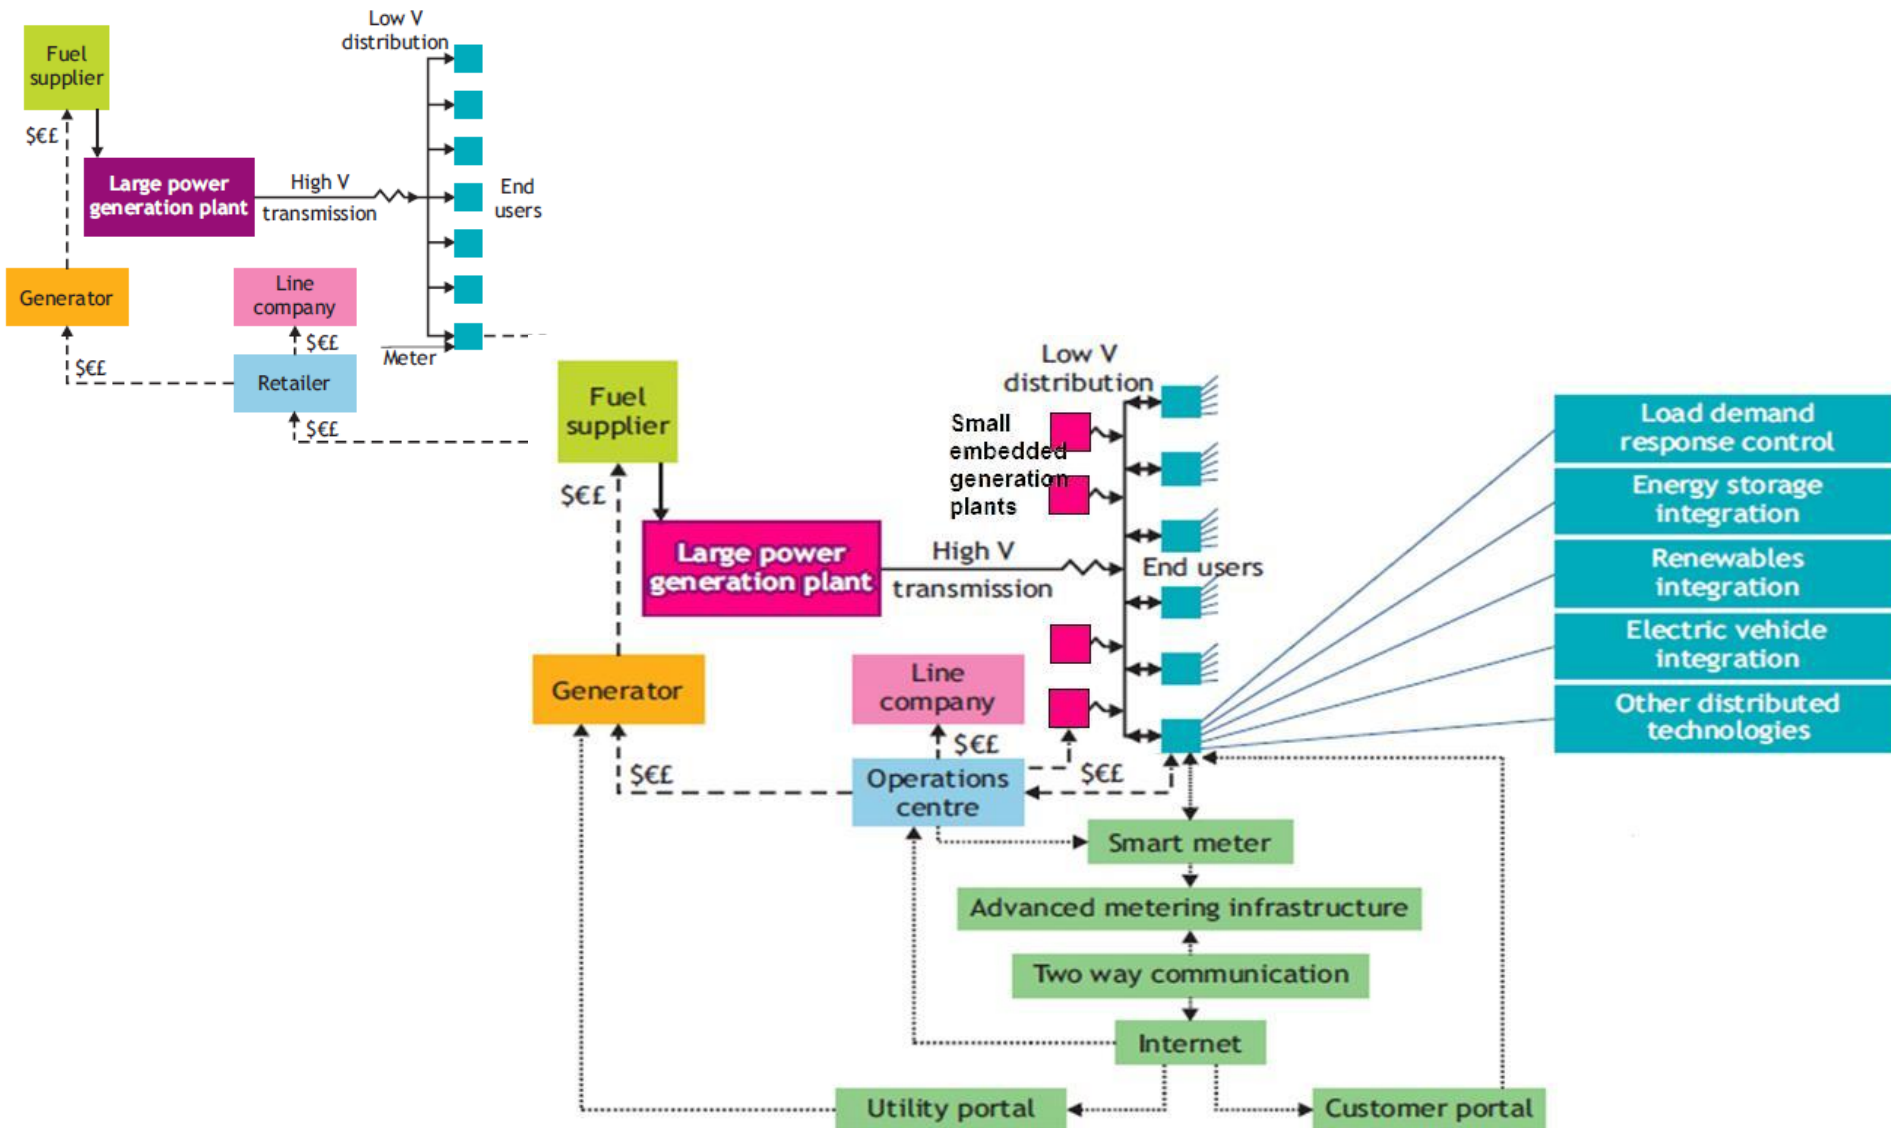 Low V
distribution
Fuel
supplier
$€£
Large power
generation plant
High V
transmission
End
users
Generator
Line
company
$€£
Meter
$€£
Retailer
$€£
Low V
distribution
Fuel
supplier
Small
embedded
generation
plants
$€£
Large power
generation plant
High V
transmission
End users
Load demand
response control
Energy storage
integration
Renewables
integration
Electric vehicle
integration
Other distributed
technologies
Generator
Line
company
$€£
$€£
Operations
centre
$€£
Smart meter
Advanced metering infrastructure
Two way communication
Internet
Utility portal
Customer portal